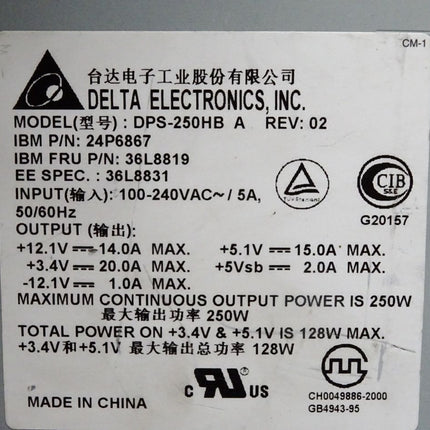 CM-1
台达电子工业股份有限公司
DELTA ELECTRONICS, INC.
MODEL(型号) : DPS-250HB A REV: 02
IBM P/N: 24P6867
IBM FRU P/N: 36L8819
EE SPEC. : 36L8831
INPUT(输入): 100-240VAC~/ 5A,
50/60Hz
CIB
S&E
G20157
OUTPUT (输出):
+12.1V⎓14.0A MAX. +5.1V⎓15.0A MAX.
+3.4V⎓20.0A MAX. +5Vsb⎓2.0A MAX.
-12.1V⎓1.0A MAX.
MAXIMUM CONTINUOUS OUTPUT POWER IS 250W
最大输出功率 250W
TOTAL POWER ON +3.4V & +5.1V IS 128W MAX.
+3.4V和+5.1V 最大输出总功率 128W
c RU US
MADE IN CHINA
CH0049886-2000
GB4943-95